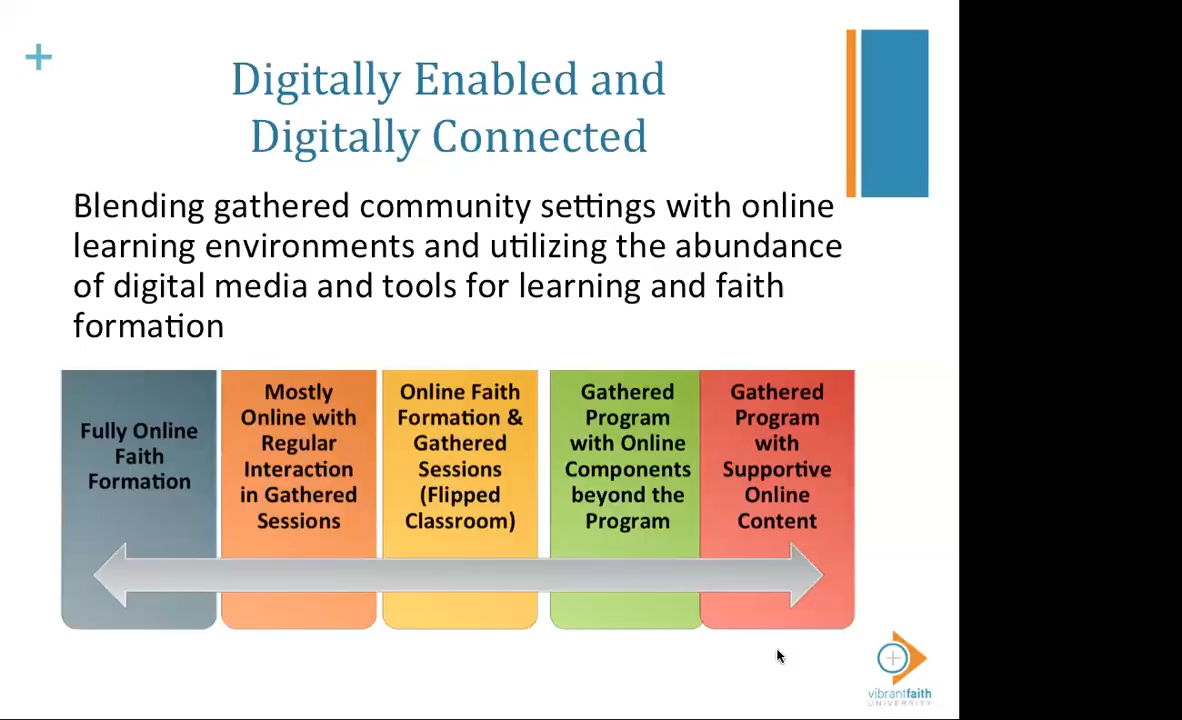 +
Digitally Enabled and
Digitally Connected
Blending gathered community settings with online
learning environments and utilizing the abundance
of digital media and tools for learning and faith
formation
Fully Online
Faith
Formation
Mostly
Online with
Regular
Interaction
in Gathered
Sessions
Online Faith
Formation &
Gathered
Sessions
(Flipped
Classroom)
Gathered
Program
with Online
Components
beyond the
Program
Gathered
Program
with
Supportive
Online
Content
vibrantfaith
UNIVERSITY